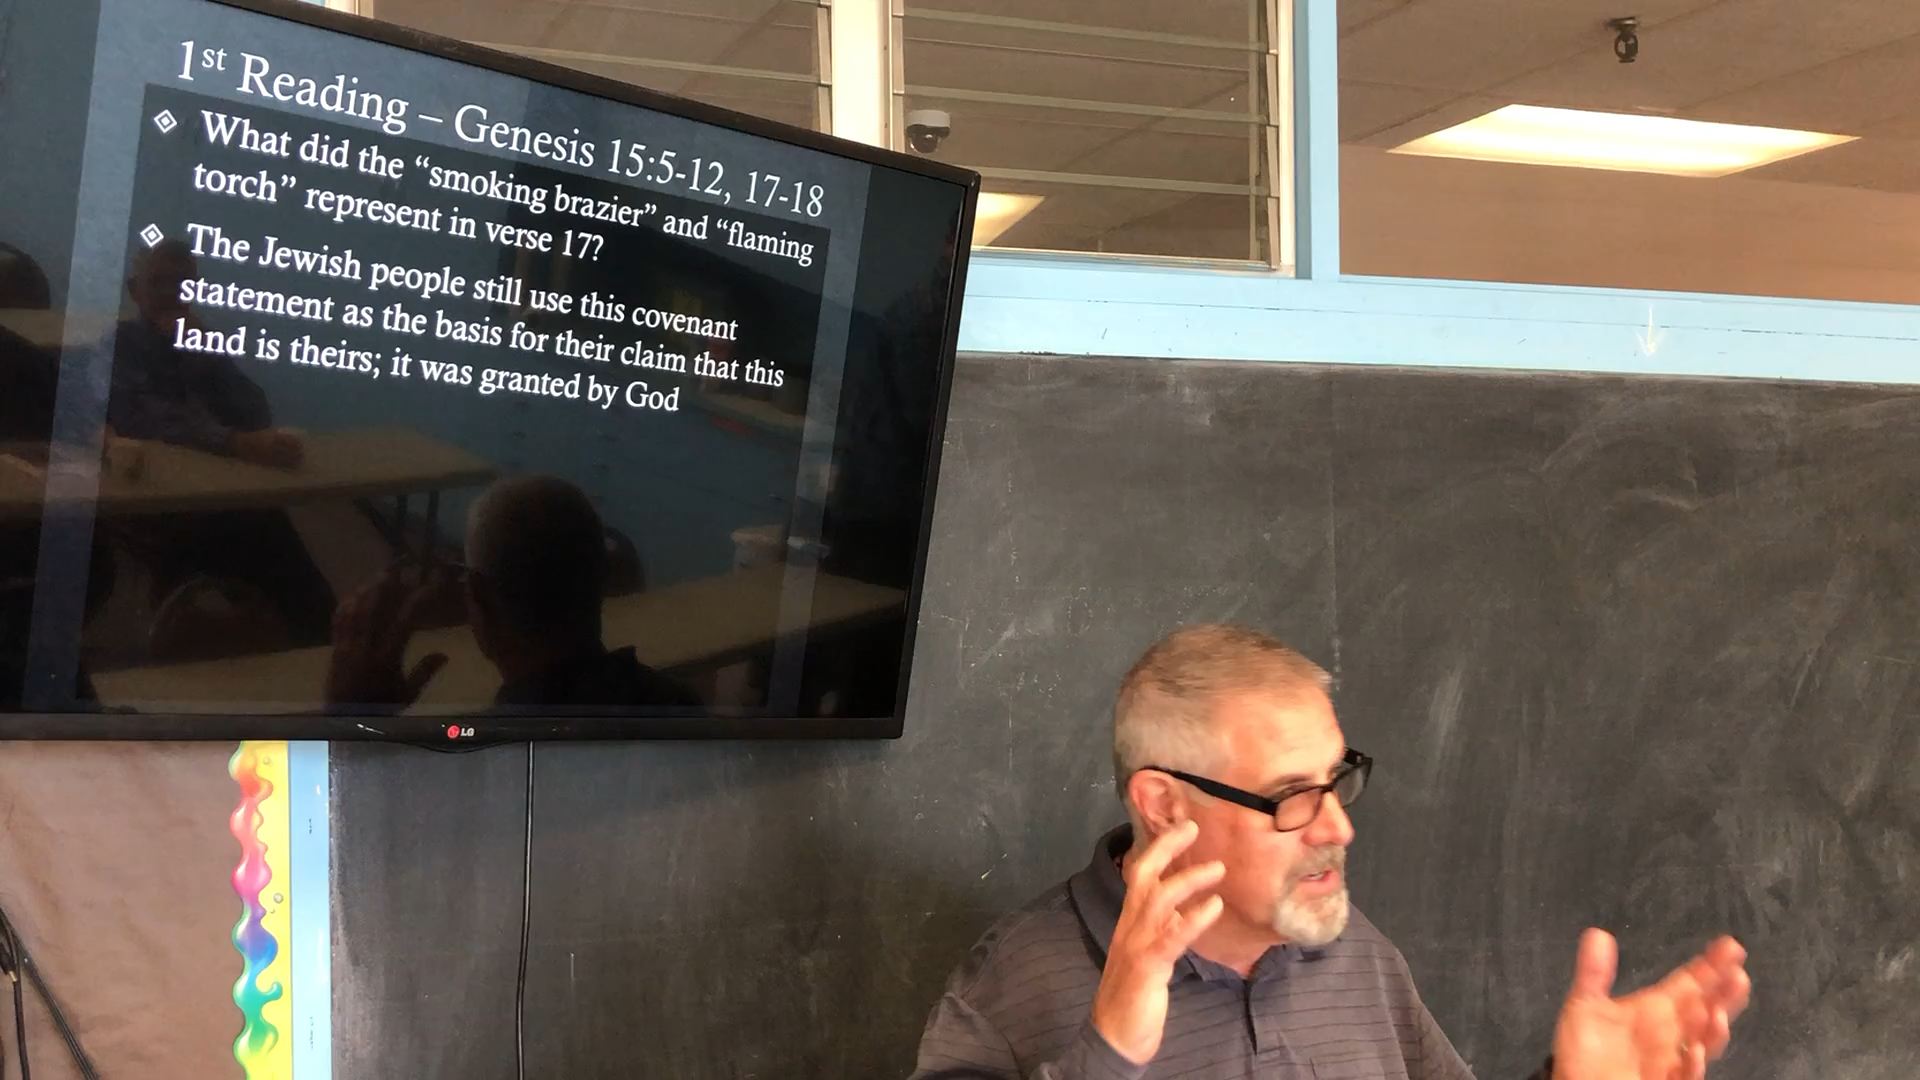 1st Reading – Genesis 15:5-12, 17-18
What did the “smoking brazier” and “flaming
torch” represent in verse 17?
The Jewish people still use this covenant
statement as the basis for their claim that this
land is theirs; it was granted by God
LG